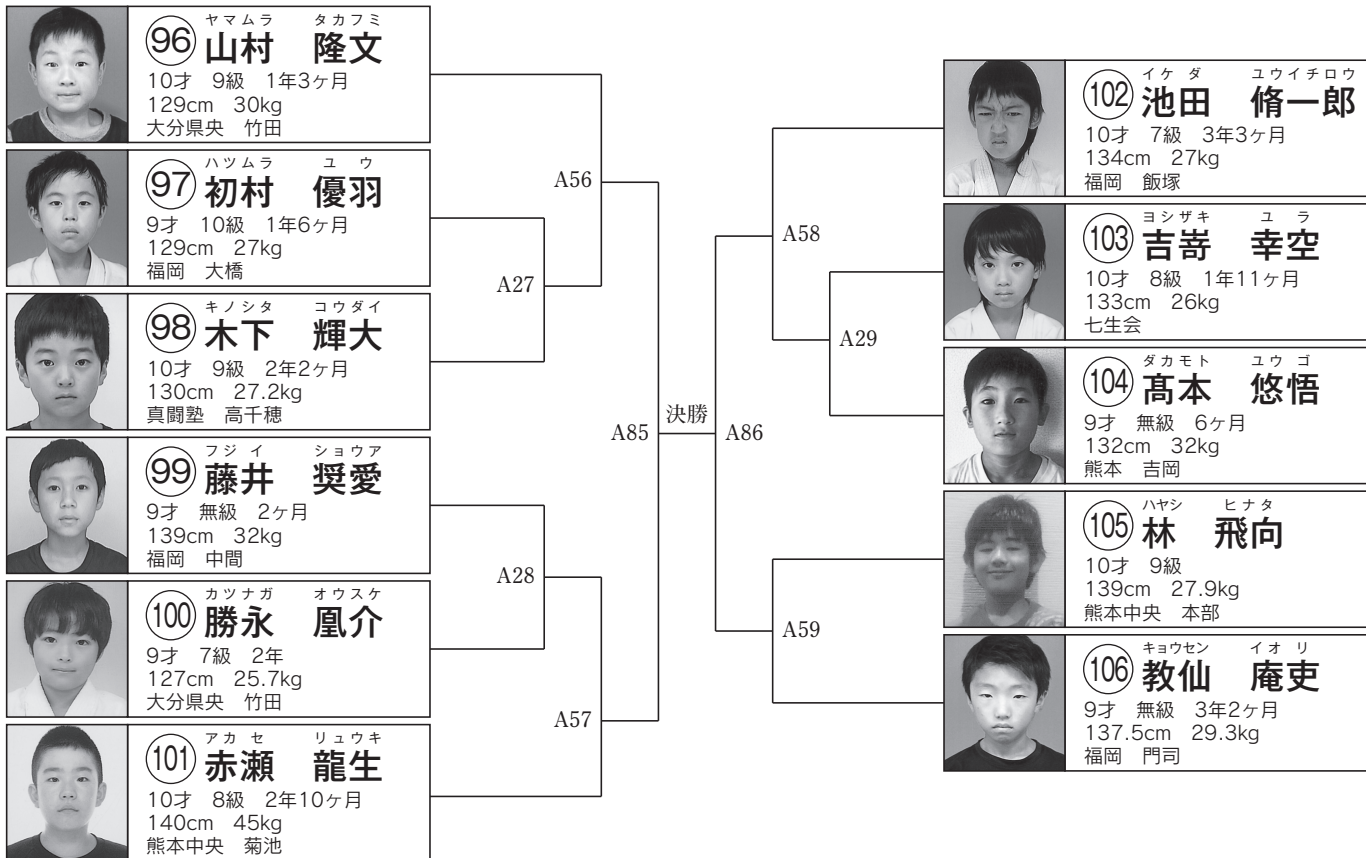 ヤマムラ タカフミ
96 山村 隆文
10才 9級 1年3ヶ月
129cm 30kg
大分県央 竹田
ハツムラ ユウ
97 初村 優羽
9才 10級 1年6ヶ月
129cm 27kg
福岡 大橋
キノシタ コウダイ
98 木下 輝大
10才 9級 2年2ヶ月
130cm 27.2kg
真闘塾 高千穂
フジイ ショウア
99 藤井 奨愛
9才 無級 2ヶ月
139cm 32kg
福岡 中間
カツナガ オウスケ
100 勝永 凰介
9才 7級 2年
127cm 25.7kg
大分県央 竹田
アカセ リュウキ
101 赤瀬 龍生
10才 8級 2年10ヶ月
140cm 45kg
熊本中央 菊池
A56
A27
A28
A57
A85
決勝
A86
A58
A29
A59
イケダ ユウイチロウ
102 池田 脩一郎
10才 7級 3年3ヶ月
134cm 27kg
福岡 飯塚
ヨシザキ ユラ
103 吉嵜 幸空
10才 8級 1年11ヶ月
133cm 26kg
七生会
ダカモト ユウゴ
104 髙本 悠悟
9才 無級 6ヶ月
132cm 32kg
熊本 吉岡
ハヤシ ヒナタ
105 林 飛向
10才 9級
139cm 27.9kg
熊本中央 本部
キョウセン イオリ
106 教仙 庵吏
9才 無級 3年2ヶ月
137.5cm 29.3kg
福岡 門司